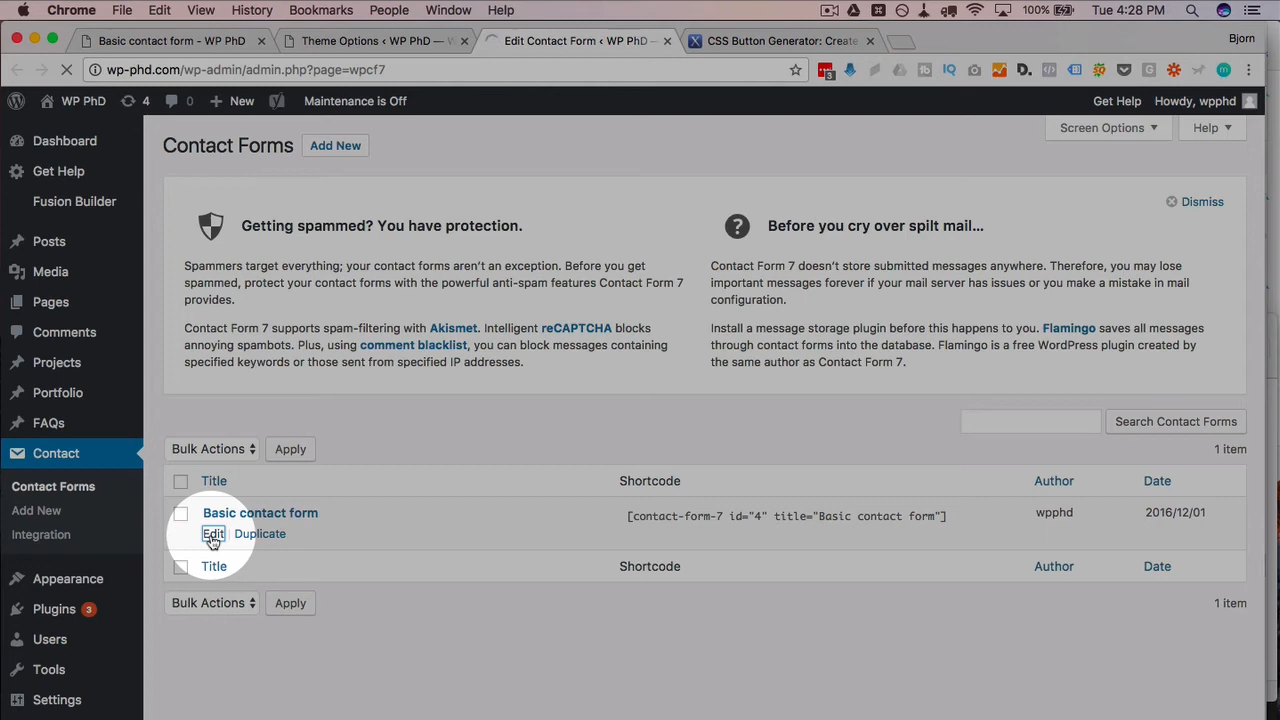 Chrome File Edit View History Bookmarks People Window Help 100% Tue 4:28 PM
Basic contact form - WP PhD
Theme Options ‹ WP PhD —
Edit Contact Form ‹ WP PhD —
CSS Button Generator: Create
Bjorn
wp-phd.com/wp-admin/admin.php?page=wpcf7
WP PhD 4 0 New Maintenance is Off Get Help Howdy, wpphd
Dashboard
Get Help
Fusion Builder
Posts
Media
Pages
Comments
Projects
Portfolio
FAQs
Contact
Contact Forms
Add New
Integration
Appearance
Plugins 3
Users
Tools
Settings
Contact Forms Add New
Screen Options Help
Dismiss
Getting spammed? You have protection.
Spammers target everything; your contact forms aren't an exception. Before you get
spammed, protect your contact forms with the powerful anti-spam features Contact Form 7
provides.
Contact Form 7 supports spam-filtering with Akismet. Intelligent reCAPTCHA blocks
annoying spambots. Plus, using comment blacklist, you can block messages containing
specified keywords or those sent from specified IP addresses.
Before you cry over spilt mail…
Contact Form 7 doesn't store submitted messages anywhere. Therefore, you may lose
important messages forever if your mail server has issues or you make a mistake in mail
configuration.
Install a message storage plugin before this happens to you. Flamingo saves all messages
through contact forms into the database. Flamingo is a free WordPress plugin created by
the same author as Contact Form 7.
Search Contact Forms
Bulk Actions Apply 1 item
Title Shortcode Author Date
Basic contact form [contact-form-7 id="4" title="Basic contact form"] wpphd 2016/12/01
Edit | Duplicate
Title Shortcode Author Date
Bulk Actions Apply 1 item